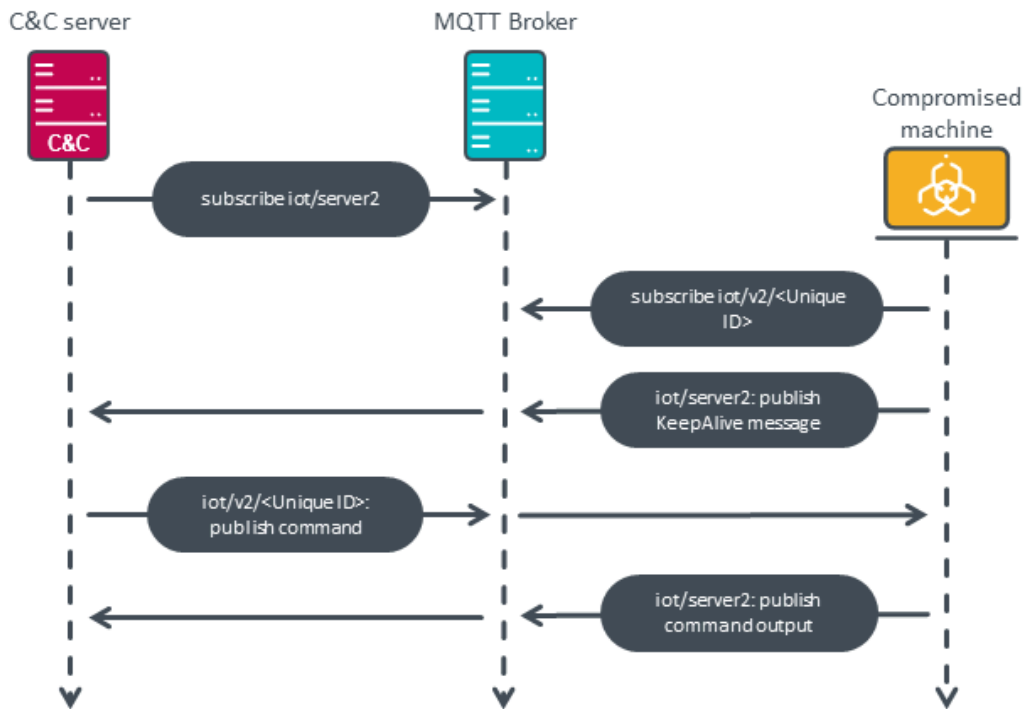 C&C server
MQTT Broker
Compromised
machine
C&C
subscribe iot/server2
subscribe iot/v2/<Unique
ID>
iot/server2: publish
KeepAlive message
iot/v2/<Unique ID>:
publish command
iot/server2: publish
command output